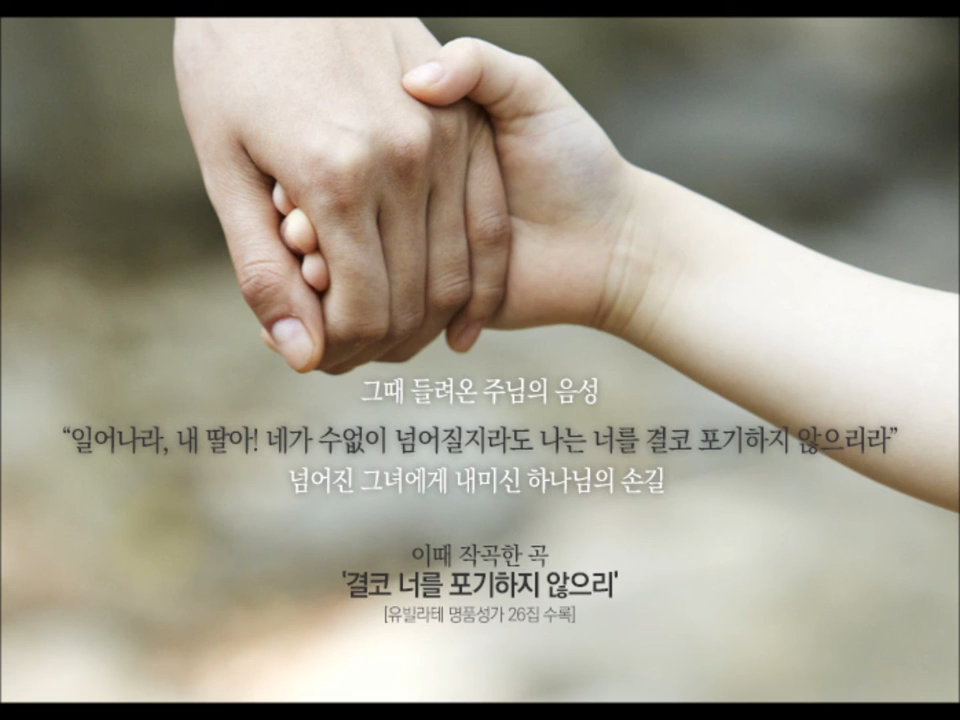 그때 들려온 주님의 음성
“일어나라, 내 딸아! 네가 수없이 넘어질지라도 나는 너를 결코 포기하지 않으리라”
넘어진 그녀에게 내미신 하나님의 손길
이때 작곡한 곡
'결코 너를 포기하지 않으리'
[유빌라테 명품성가 26집 수록]